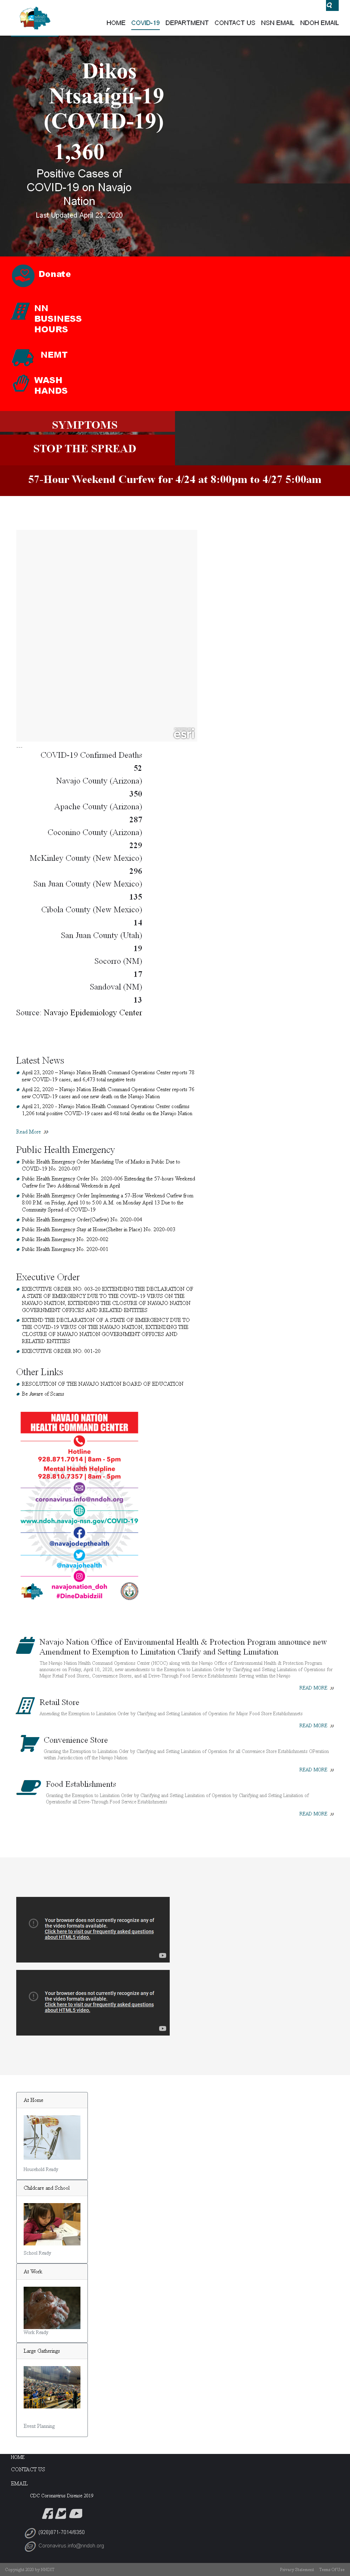 HOME COVID-19 DEPARTMENT CONTACT US NSN EMAIL NDOH EMAIL
Dikos
Ntsaaígíí-19
(COVID-19)
1,360
Positive Cases of
COVID-19 on Navajo
Nation
Last Updated April 23, 2020
Donate
NN
BUSINESS
HOURS
NEMT
WASH
HANDS
SYMPTOMS
STOP THE SPREAD
57-Hour Weekend Curfew for 4/24 at 8:00pm to 4/27 5:00am
esri
...
COVID-19 Confirmed Deaths
52
Navajo County (Arizona)
350
Apache County (Arizona)
287
Coconino County (Arizona)
229
McKinley County (New Mexico)
296
San Juan County (New Mexico)
135
Cibola County (New Mexico)
14
San Juan County (Utah)
19
Socorro (NM)
17
Sandoval (NM)
13
Source: Navajo Epidemiology Center
Latest News
April 23, 2020 – Navajo Nation Health Command Operations Center reports 78
new COVID-19 cases, and 6,473 total negative tests
April 22, 2020 – Navajo Nation Health Command Operations Center reports 76
new COVID-19 cases and one new death on the Navajo Nation
April 21, 2020 - Navajo Nation Health Command Operations Center confirms
1,206 total positive COVID-19 cases and 48 total deaths on the Navajo Nation
Read More »
Public Health Emergency
Public Health Emergency Order Mandating Use of Masks in Public Due to
COVID-19 No. 2020-007
Public Health Emergency Order No. 2020-006 Extending the 57-hours Weekend
Curfew for Two Additional Weekends in April
Public Health Emergency Order Implementing a 57-Hour Weekend Curfew from
8:00 P.M. on Friday, April 10 to 5:00 A.M. on Monday April 13 Due to the
Community Spread of COVID-19
Public Health Emergency Order(Curfew) No. 2020-004
Public Health Emergency Stay at Home(Shelter in Place) No. 2020-003
Public Health Emergency No. 2020-002
Public Health Emergency No. 2020-001
Executive Order
EXECUTIVE ORDER NO. 003-20 EXTENDING THE DECLARATION OF
A STATE OF EMERGENCY DUE TO THE COVID-19 VIRUS ON THE
NAVAJO NATION, EXTENDING THE CLOSURE OF NAVAJO NATION
GOVERNMENT OFFICES AND RELATED ENTITIES
EXTEND THE DECLARATION OF A STATE OF EMERGENCY DUE TO
THE COVID-19 VIRUS ON THE NAVAJO NATION, EXTENDING THE
CLOSURE OF NAVAJO NATION GOVERNMENT OFFICES AND
RELATED ENTITIES
EXECUTIVE ORDER NO. 001-20
Other Links
RESOLUTION OF THE NAVAJO NATION BOARD OF EDUCATION
Be Aware of Scams
NAVAJO NATION
HEALTH COMMAND CENTER
Hotline
928.871.7014 | 8am - 5pm
Mental Health Helpline
928.810.7357 | 8am - 5pm
coronavirus.info@nndoh.org
www.ndoh.navajo-nsn.gov/COVID-19
@navajodepthealth
@navajohealth
navajonation_doh
#DineDabidziil
Navajo Nation Office of Environmental Health & Protection Program announce new
Amendment to Exemption to Limitation Clarify and Setting Limitation
The Navajo Nation Health Command Operations Center (HCOC) along with the Navajo Office of Environmental Health & Protection Program
announces on Friday, April 10, 2020, new amendments to the Exemption to Limitation Order by Clarifying and Setting Limitation of Operations for
Major Retail Food Stores, Convenience Stores, and all Drive-Through Food Service Establishments Serving within the Navajo
READ MORE »
Retail Store
Amending the Exemption to Limitation Order by Clarifying and Setting Limitation of Operation for Major Food Store Establishments
READ MORE »
Convenience Store
Granting the Exemption to Limitation Oder by Clarifying and Setting Limitation of Operation for all Convenience Store Establishments OPeration
within Jurisdiction off the Navajo Nation
READ MORE »
Food Establishments
Granting the Exemption to Limitation Order by Clarifying and Setting Limitation of Operation by Clarifying and Setting Limitation of
Operationfor all Drive-Through Food Service Establishments
READ MORE »
Your browser does not currently recognize any of
the video formats available.
Click here to visit our frequently asked questions
about HTML5 video.
Your browser does not currently recognize any of
the video formats available.
Click here to visit our frequently asked questions
about HTML5 video.
At Home
Household Ready
Childcare and School
School Ready
At Work
Work Ready
Large Gatherings
Event Planning
HOME
CONTACT US
EMAIL
CDC Coronavirus Disease 2019
(928)871-7014/6350
Coronavirus.info@nndoh.org
Copyright 2020 by NNDIT
Privacy Statement Terms Of Use